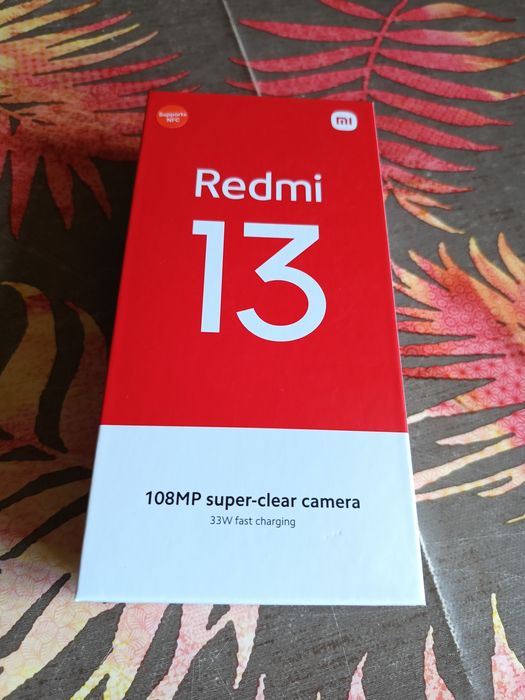 Supports
NFC
mi
Redmi
13
108MP super-clear camera
33W fast charging